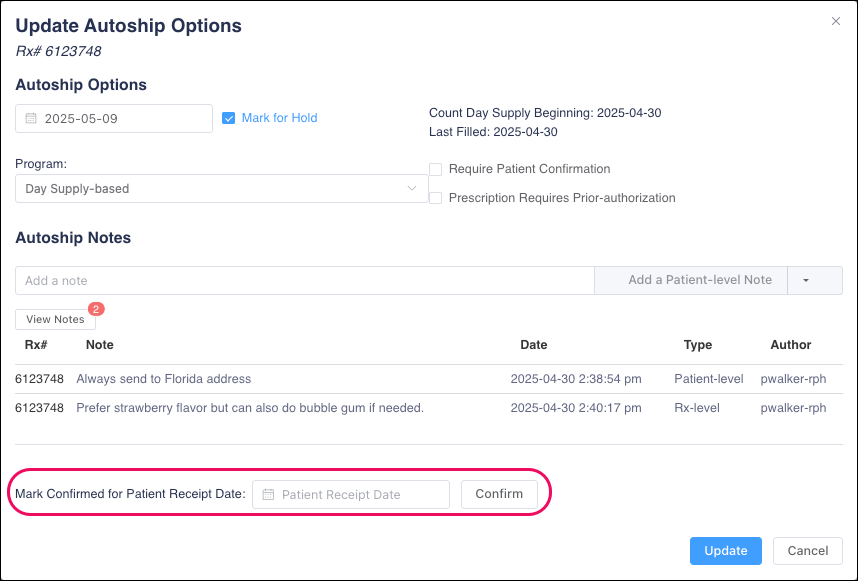 Update Autoship Options
Rx# 6123748
Autoship Options
2025-05-09
Mark for Hold
Count Day Supply Beginning: 2025-04-30
Last Filled: 2025-04-30
Program:
Day Supply-based
Require Patient Confirmation
Prescription Requires Prior-authorization
Autoship Notes
Add a note
Add a Patient-level Note
View Notes
2
Rx# Note Date Type Author
6123748 Always send to Florida address 2025-04-30 2:38:54 pm Patient-level pwalker-rph
6123748 Prefer strawberry flavor but can also do bubble gum if needed. 2025-04-30 2:40:17 pm Rx-level pwalker-rph
Mark Confirmed for Patient Receipt Date: Patient Receipt Date Confirm
Update Cancel